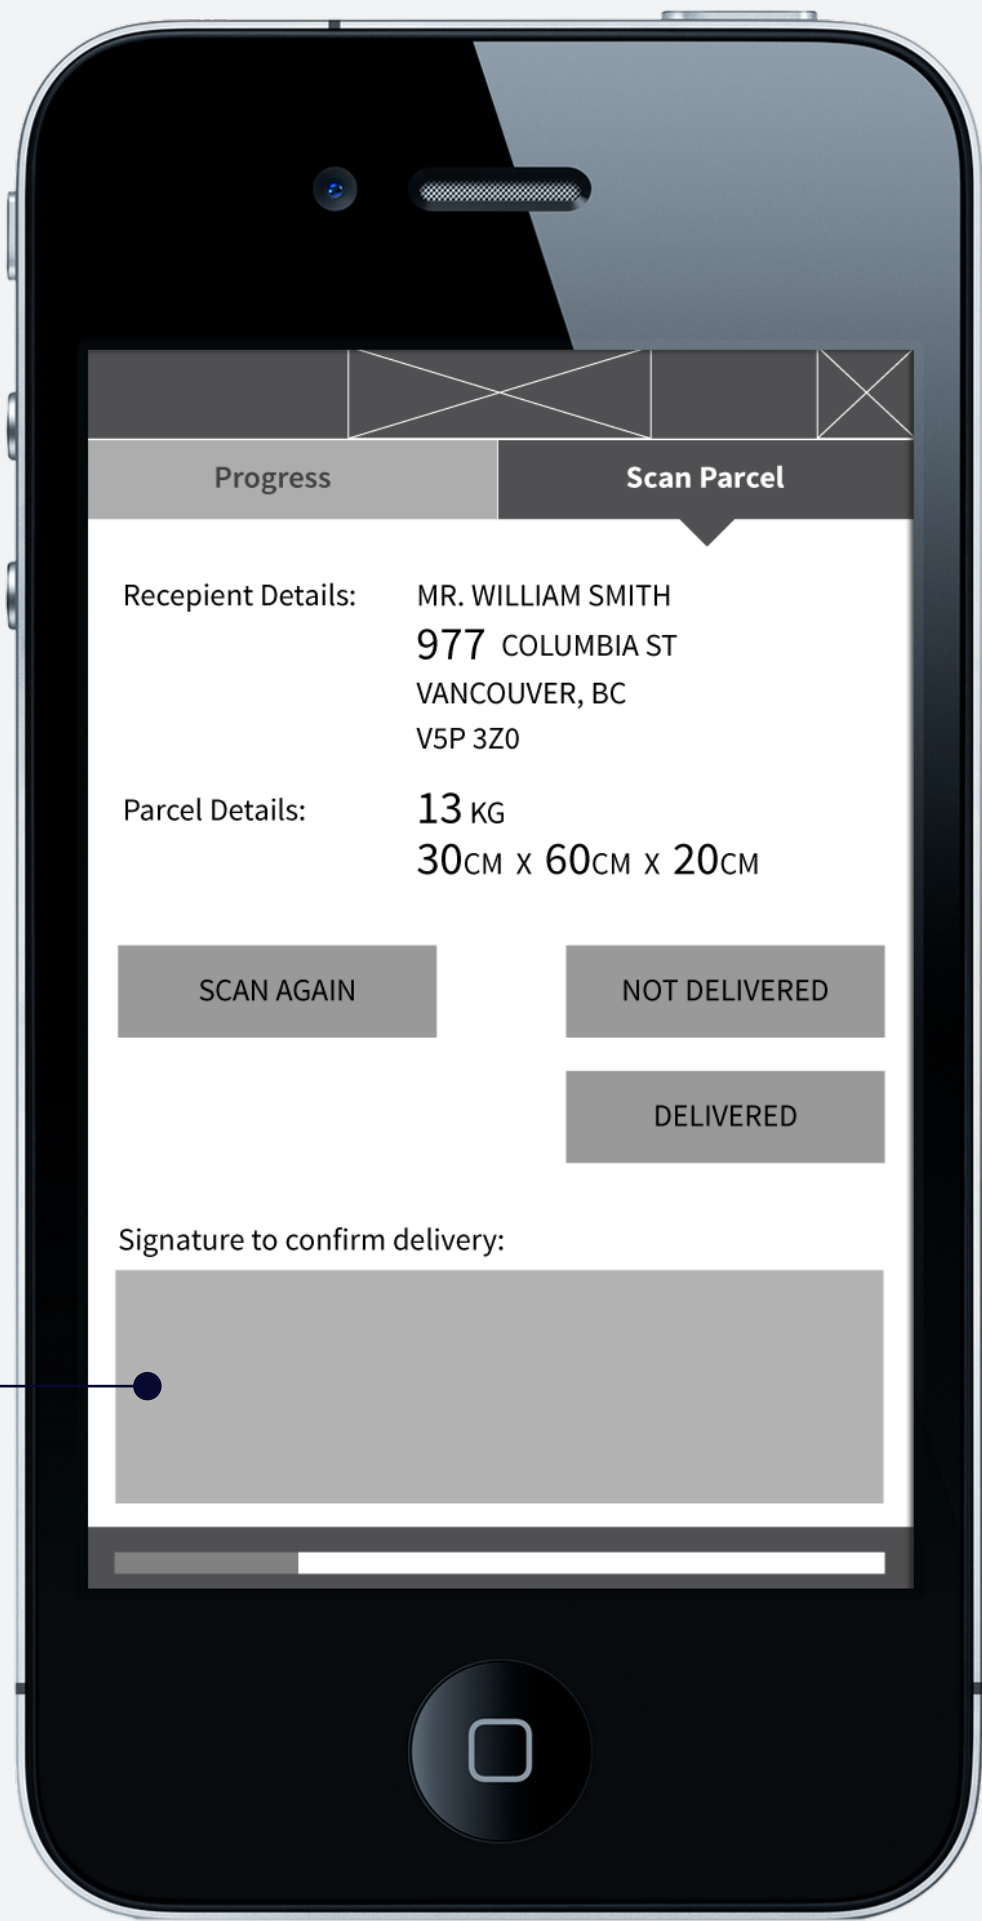 Progress
Scan Parcel
Recepient Details:
MR. WILLIAM SMITH
977 COLUMBIA ST
VANCOUVER, BC
V5P 3Z0
Parcel Details:
13 KG
30CM X 60CM X 20CM
SCAN AGAIN
NOT DELIVERED
DELIVERED
Signature to confirm delivery: